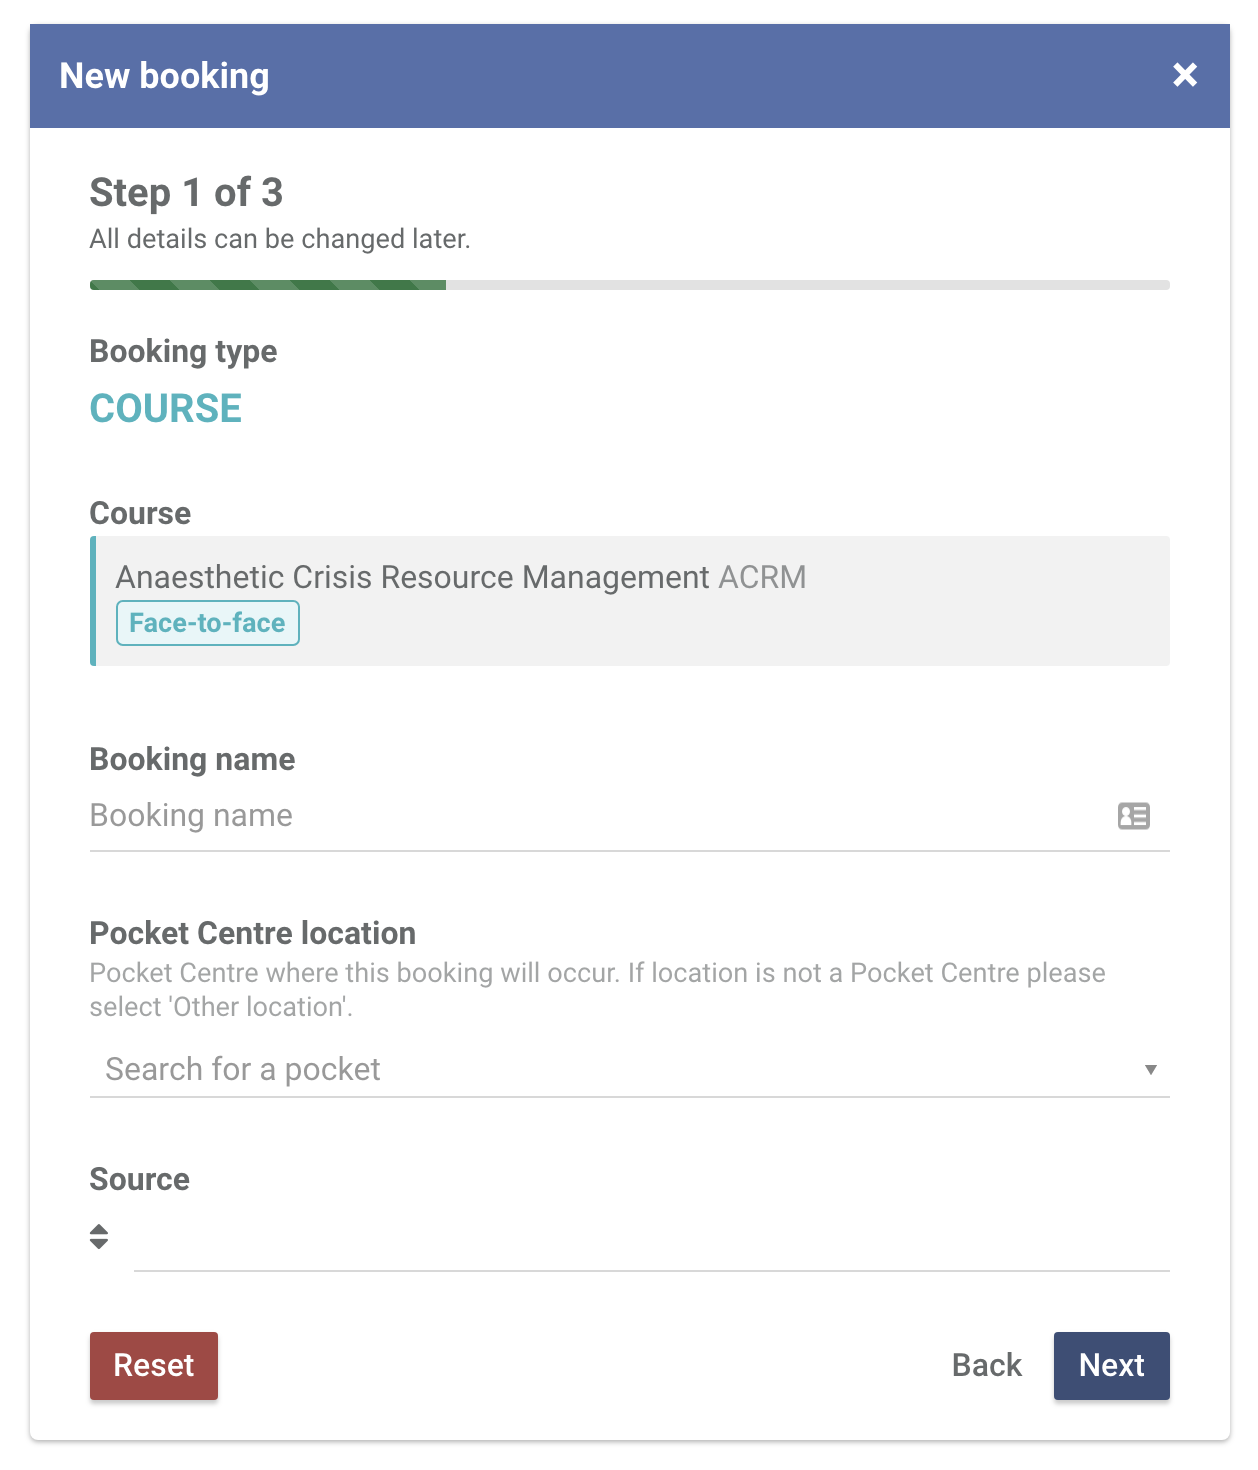 New booking
Step 1 of 3
All details can be changed later.
Booking type
COURSE
Course
Anaesthetic Crisis Resource Management ACRM
Face-to-face
Booking name
Booking name
Pocket Centre location
Pocket Centre where this booking will occur. If location is not a Pocket Centre please
select 'Other location'.
Search for a pocket
Source
Reset
Back
Next